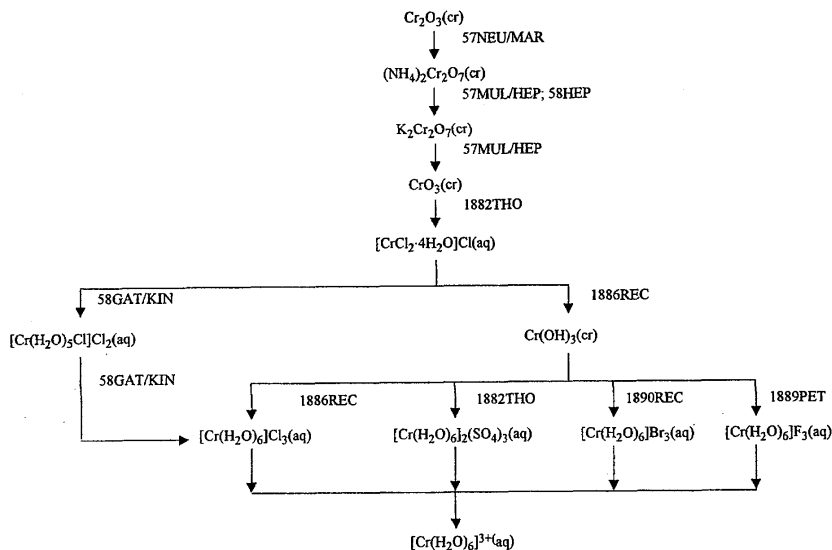 Cr₂O₃(cr)
57NEU/MAR
(NH₄)₂Cr₂O₇(cr)
57MUL/HEP; 58HEP
K₂Cr₂O₇(cr)
57MUL/HEP
CrO₃(cr)
1882THO
[CrCl₂·4H₂O]Cl(aq)
58GAT/KIN
1886REC
[Cr(H₂O)₅Cl]Cl₂(aq)
Cr(OH)₃(cr)
58GAT/KIN
1886REC
1882THO
1890REC
1889PET
[Cr(H₂O)₆]Cl₃(aq)
[Cr(H₂O)₆]₂(SO₄)₃(aq)
[Cr(H₂O)₆]Br₃(aq)
[Cr(H₂O)₆]F₃(aq)
[Cr(H₂O)₆]³⁺(aq)